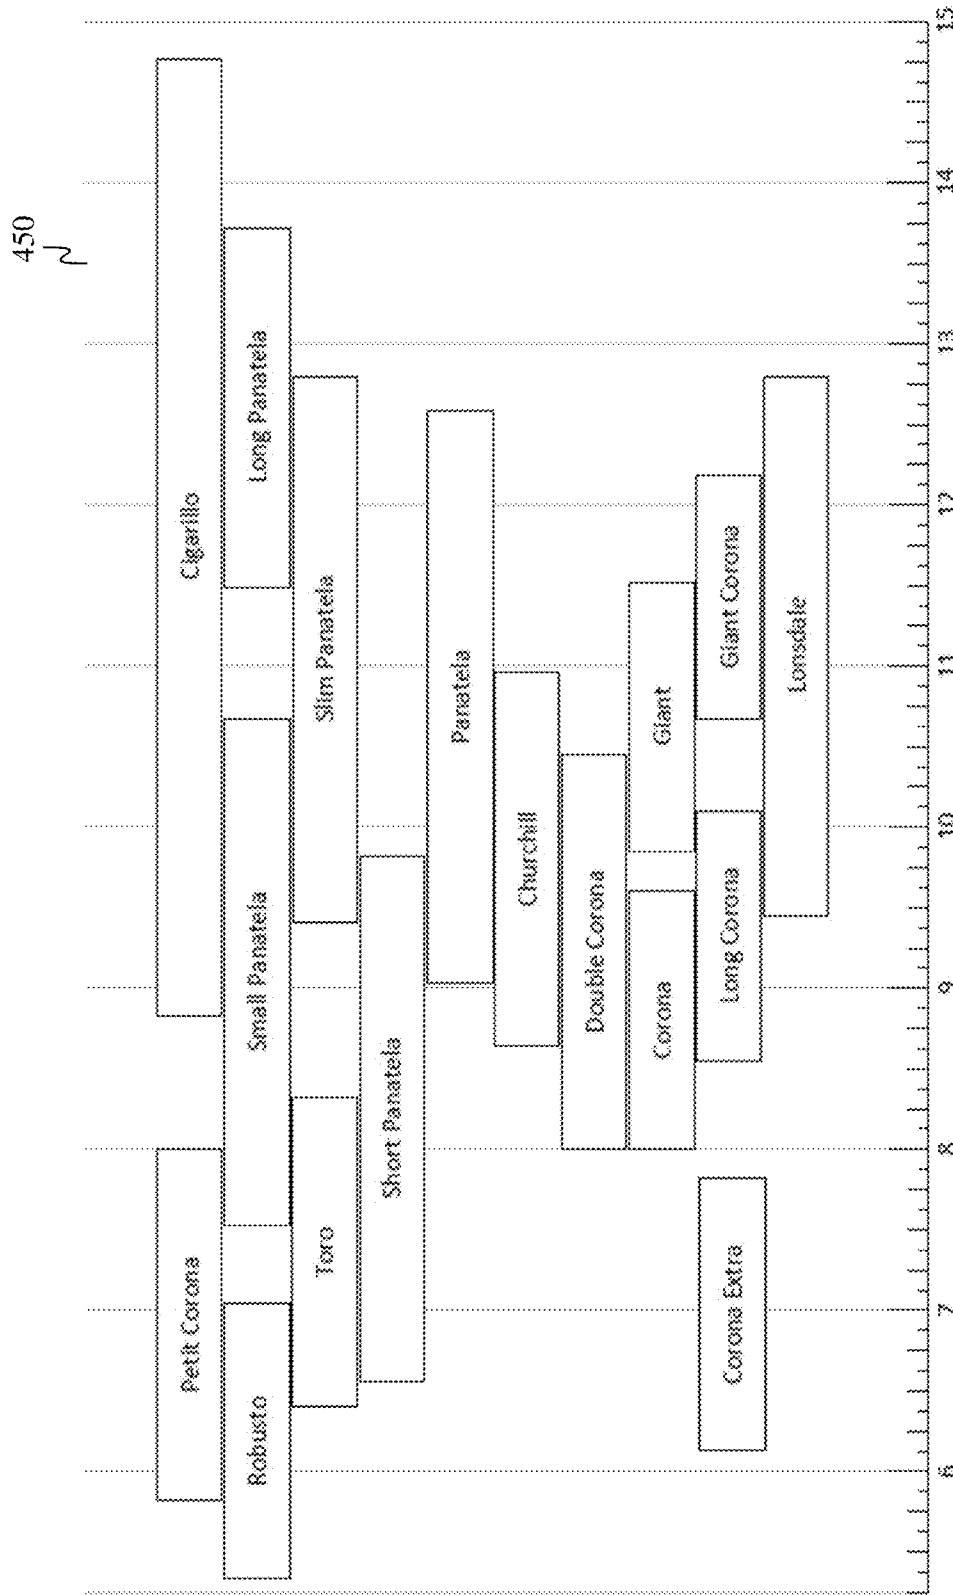 450
Petit Corona
Cigarillo
Robusto
Small Panatela
Long Panatela
Toro
Slim Panatela
Short Panatela
Panatela
Churchill
Double Corona
Corona
Giant
Corona Extra
Long Corona
Giant Corona
Lonsdale
6 7 8 9 10 11 12 13 14 15